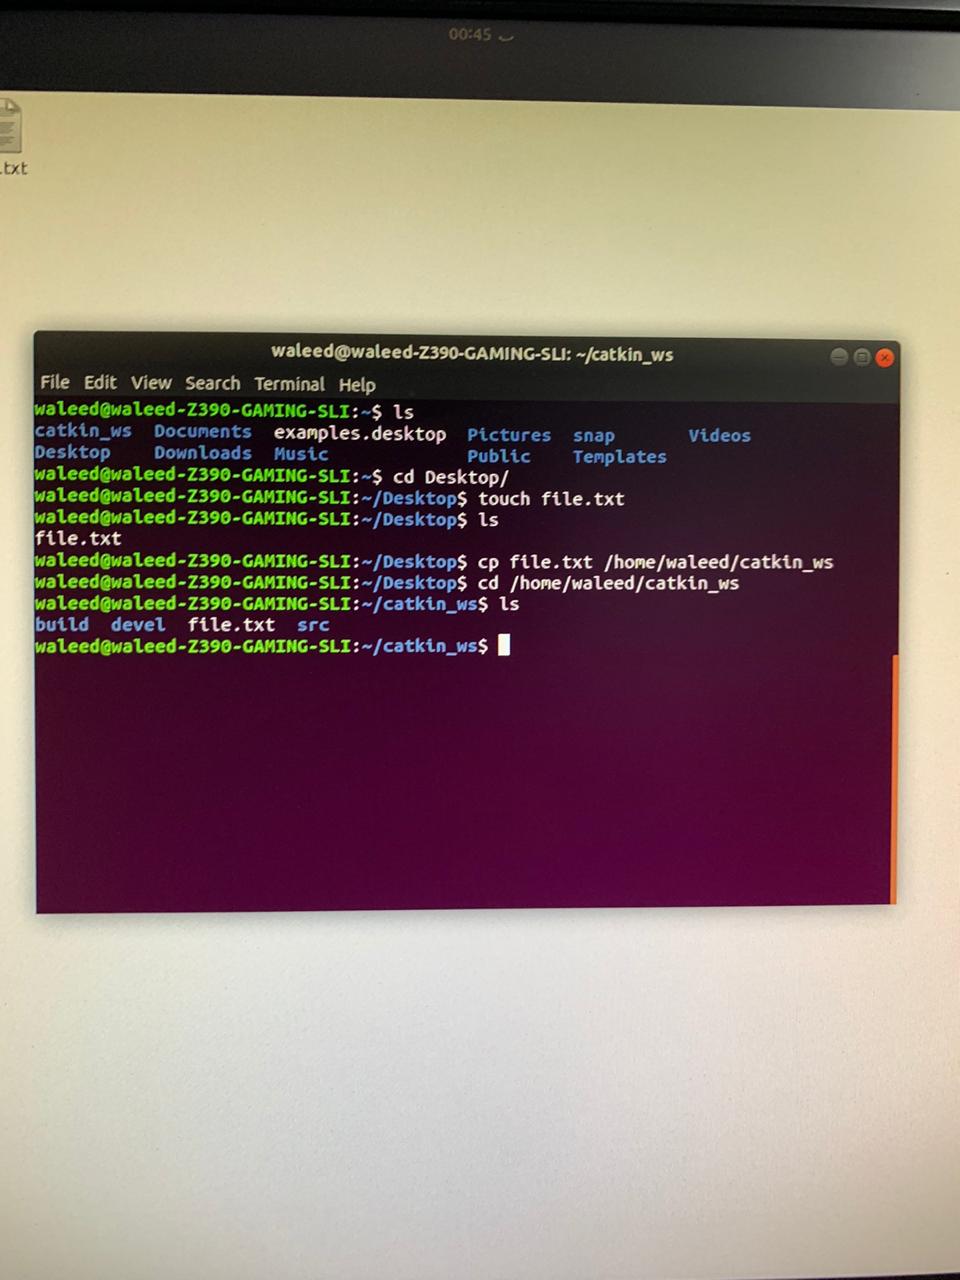 00:45
.txt
waleed@waleed-Z390-GAMING-SLI: ~/catkin_ws
File Edit View Search Terminal Help
waleed@waleed-Z390-GAMING-SLI:~$ ls
catkin_ws Documents examples.desktop Pictures snap Videos
Desktop Downloads Music Public Templates
waleed@waleed-Z390-GAMING-SLI:~$ cd Desktop/
waleed@waleed-Z390-GAMING-SLI:~/Desktop$ touch file.txt
waleed@waleed-Z390-GAMING-SLI:~/Desktop$ ls
file.txt
waleed@waleed-Z390-GAMING-SLI:~/Desktop$ cp file.txt /home/waleed/catkin_ws
waleed@waleed-Z390-GAMING-SLI:~/Desktop$ cd /home/waleed/catkin_ws
waleed@waleed-Z390-GAMING-SLI:~/catkin_ws$ ls
build devel file.txt src
waleed@waleed-Z390-GAMING-SLI:~/catkin_ws$